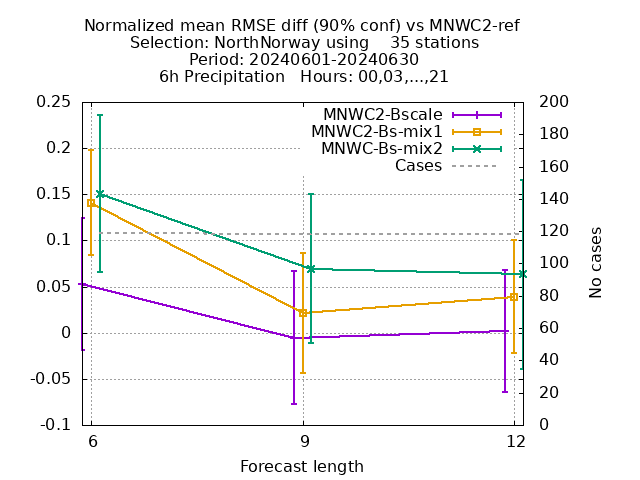 Normalized mean RMSE diff (90% conf) vs MNWC2-ref
Selection: NorthNorway using    35 stations
Period: 20240601-20240630
6h Precipitation   Hours: 00,03,...,21
MNWC2-Bscale
MNWC2-Bs-mix1
MNWC-Bs-mix2
Cases
0.25
0.2
0.15
0.1
0.05
0
-0.05
-0.1
200
180
160
140
120
100
80
60
40
20
0
No cases
6
9
12
Forecast length